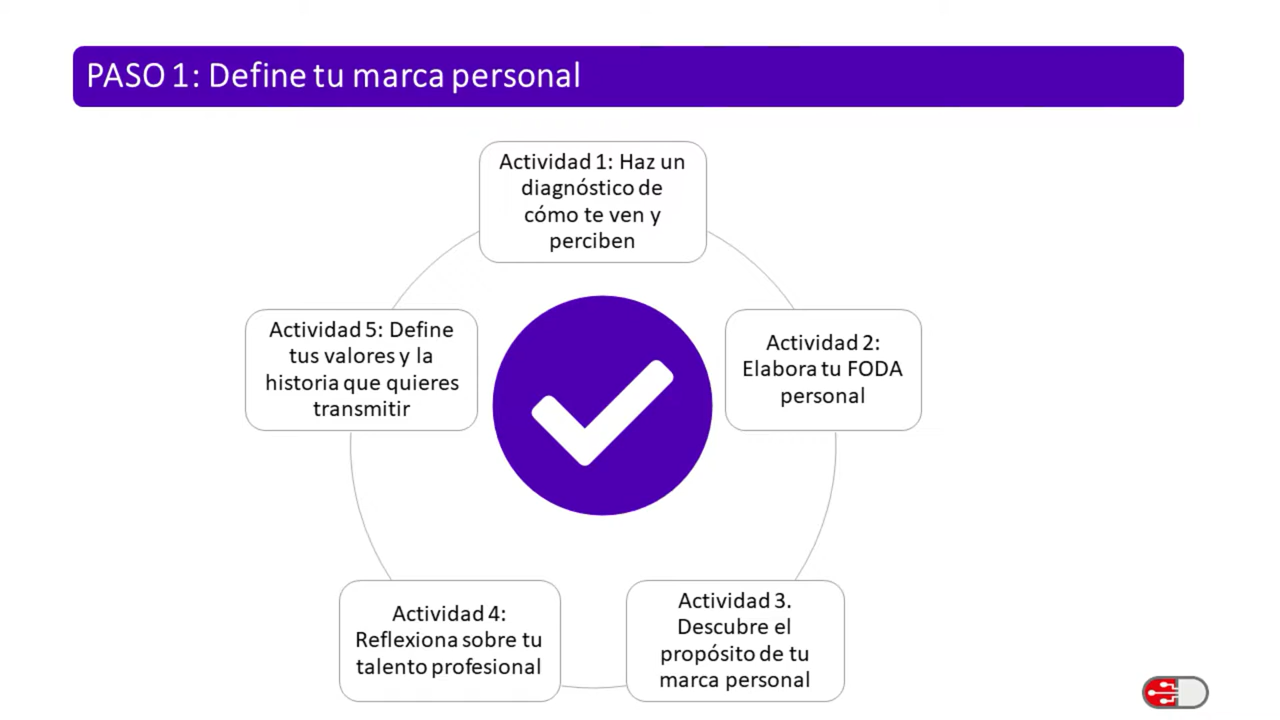 PASO 1: Define tu marca personal
Actividad 1: Haz un
diagnóstico de
cómo te ven y
perciben
Actividad 2:
Elabora tu FODA
personal
Actividad 3.
Descubre el
propósito de tu
marca personal
Actividad 4:
Reflexiona sobre tu
talento profesional
Actividad 5: Define
tus valores y la
historia que quieres
transmitir